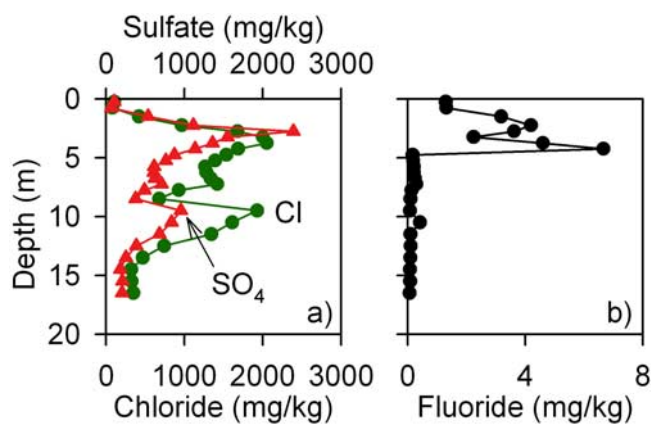 Sulfate (mg/kg)
0 1000 2000 3000
0
5
10
15
20
Depth (m)
Cl
SO4
a)
0 1000 2000 3000
Chloride (mg/kg)
b)
0 4 8
Fluoride (mg/kg)